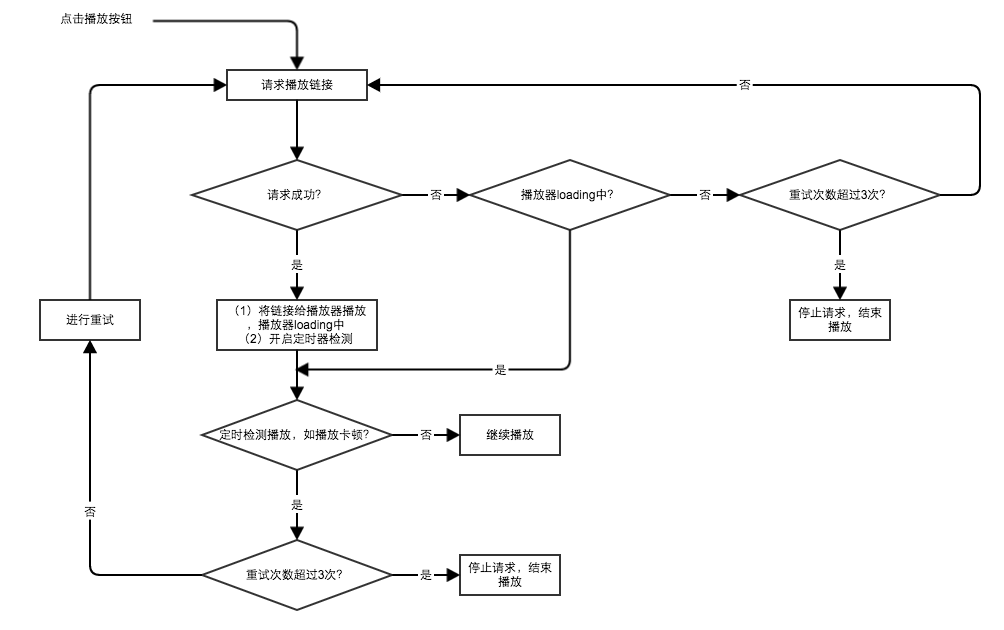 点击播放按钮
请求播放链接
否
请求成功?
否
播放器loading中?
否
重试次数超过3次?
是
是
进行重试
（1）将链接给播放器播放
，播放器loading中
（2）开启定时器检测
停止请求，结束
播放
是
定时检测播放，如播放卡顿?
否
继续播放
是
否
重试次数超过3次?
是
停止请求，结束
播放